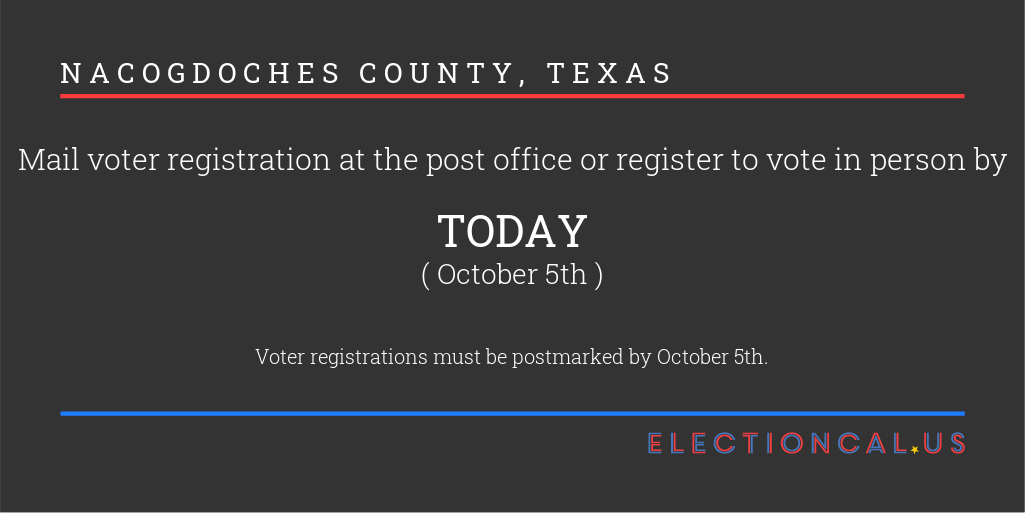 NACOGDOCHES COUNTY, TEXAS
Mail voter registration at the post office or register to vote in person by
TODAY
( October 5th )
Voter registrations must be postmarked by October 5th.
ELECTIONCAL.US